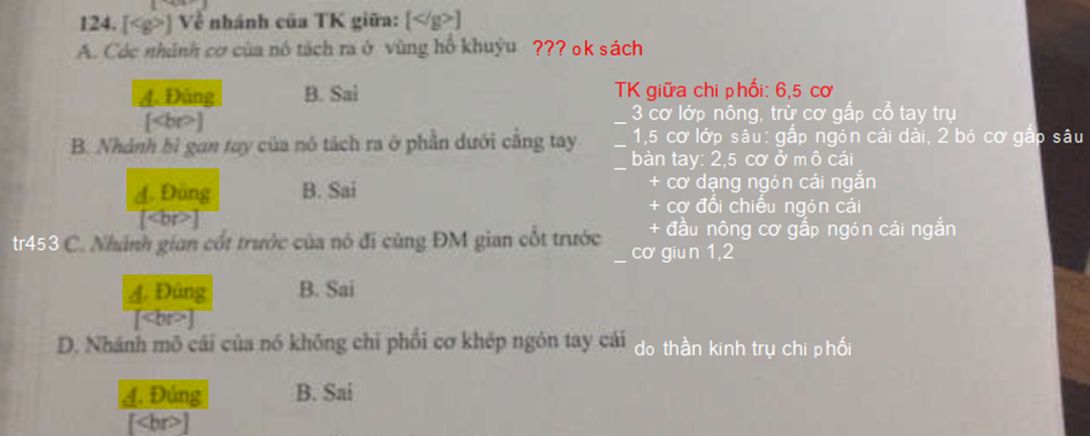 [<br>]
124. [<g>] Về nhánh của TK giữa: [</g>]
A. Các nhánh cơ của nó tách ra ở vùng hố khuỷu ??? ok sách
A. Đúng B. Sai
[<br>]
B. Nhánh bì gan tay của nó tách ra ở phần dưới cẳng tay
A. Đúng B. Sai
[<br>]
tr453 C. Nhánh gian cốt trước của nó đi cùng ĐM gian cốt trước
A. Đúng B. Sai
[<br>]
D. Nhánh mô cái của nó không chi phối cơ khép ngón tay cái do thần kinh trụ chi phối
A. Đúng B. Sai
[<br>]
TK giữa chi phối: 6,5 cơ
_ 3 cơ lớp nông, trừ cơ gấp cổ tay trụ
_ 1,5 cơ lớp sâu: gấp ngón cái dài, 2 bó cơ gấp sâu
_ bàn tay: 2,5 cơ ở mô cái
+ cơ dạng ngón cái ngắn
+ cơ đối chiếu ngón cái
+ đầu nông cơ gấp ngón cái ngắn
_ cơ giun 1,2